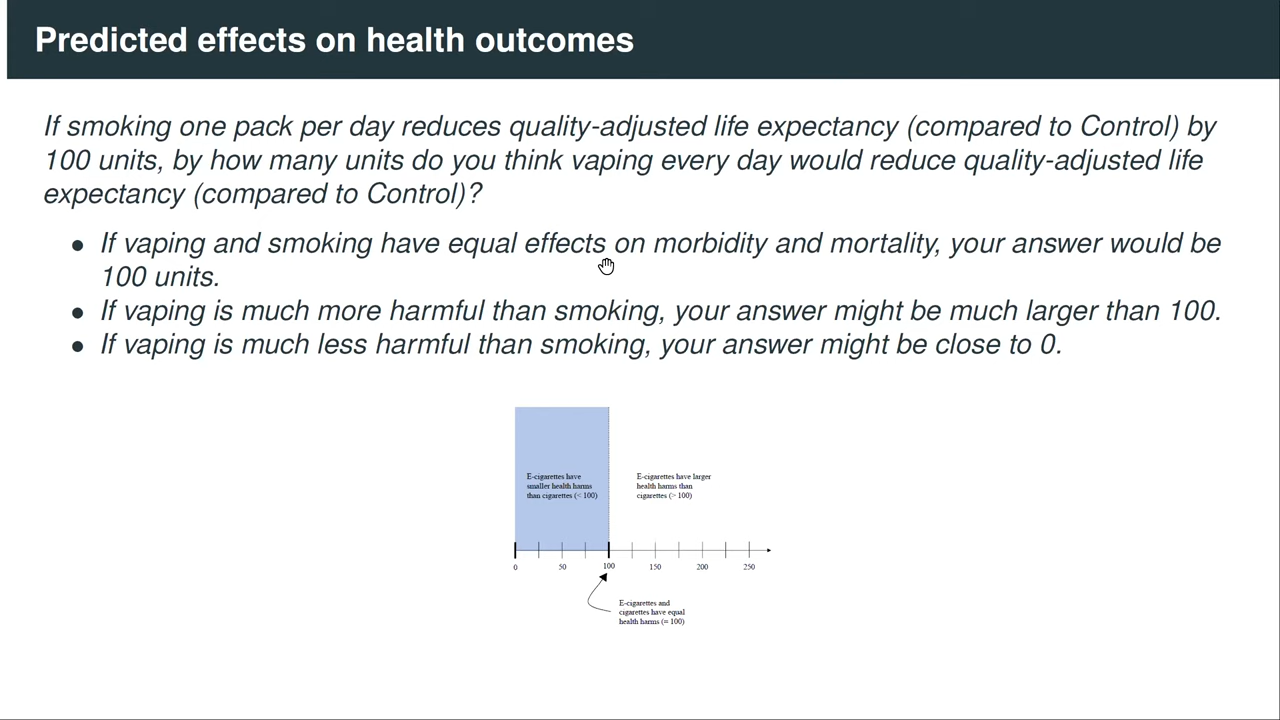 Predicted effects on health outcomes
If smoking one pack per day reduces quality-adjusted life expectancy (compared to Control) by
100 units, by how many units do you think vaping every day would reduce quality-adjusted life
expectancy (compared to Control)?
● If vaping and smoking have equal effects on morbidity and mortality, your answer would be
100 units.
● If vaping is much more harmful than smoking, your answer might be much larger than 100.
● If vaping is much less harmful than smoking, your answer might be close to 0.
E-cigarettes have
smaller health harms
than cigarettes (< 100)
E-cigarettes have larger
health harms than
cigarettes (> 100)
0 50 100 150 200 250
E-cigarettes and
cigarettes have equal
health harms (= 100)